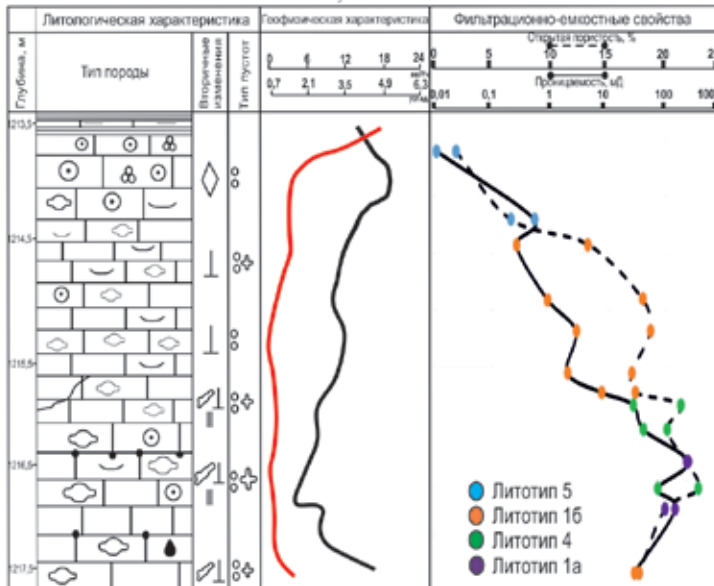 Литологическая характеристика
Геофизическая характеристика
Фильтрационно-емкостные свойства
Глубина, м
Тип породы
Вторичные изменения
Тип пустот
0 6 12 18 24
0,7 2,1 3,5 4,9 6,3
Открытая пористость, %
0 5 10 15 20 25
Проницаемость, мД
0,01 0,1 1 10 100
1213,5
1214,5
1215,5
1216,5
1217,5
Литотип 5
Литотип 1б
Литотип 4
Литотип 1а